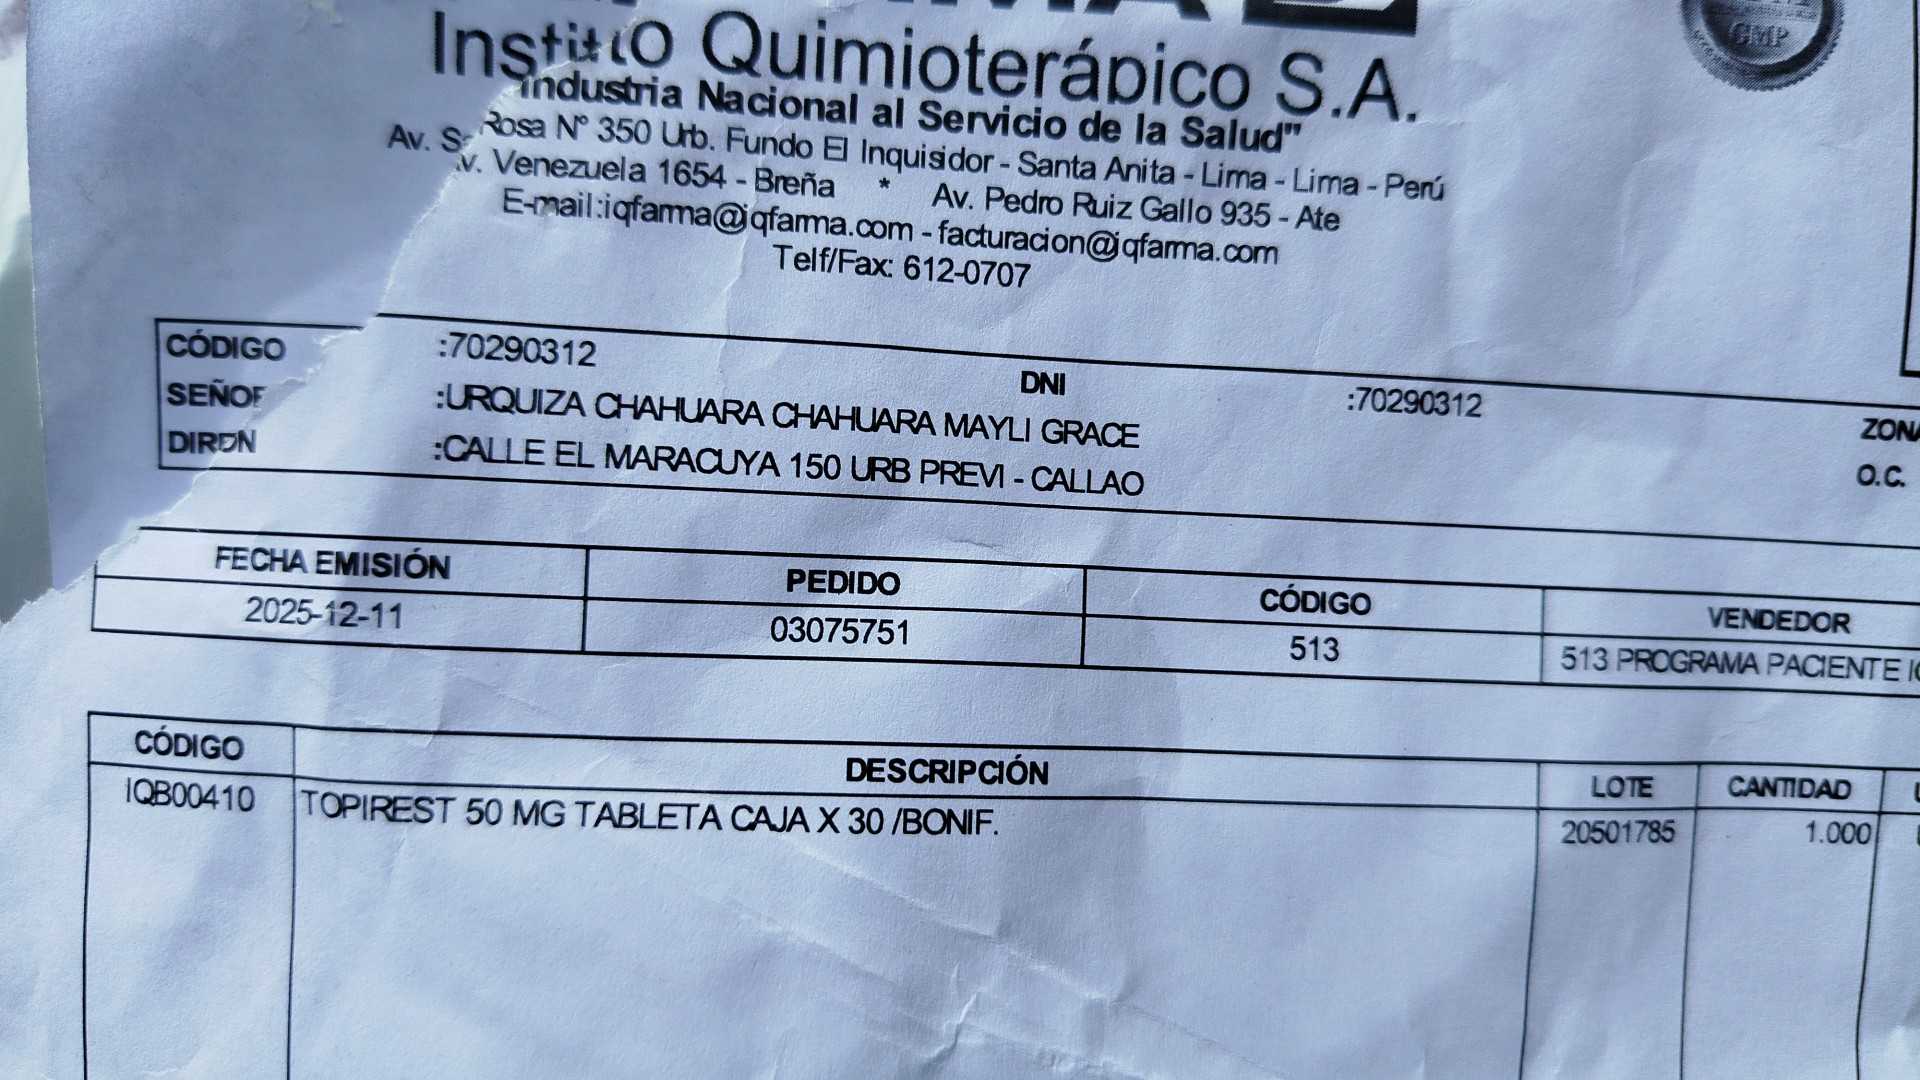 Instituto Quimioterápico S.A.
Industria Nacional al Servicio de la Salud"
GMP
Av. S Rosa N° 350 Urb. Fundo El Inquisidor - Santa Anita - Lima - Lima - Perú
v. Venezuela 1654 - Breña * Av. Pedro Ruiz Gallo 935 - Ate
E-mail:iqfarma@iqfarma.com - facturacion@iqfarma.com
Telf/Fax: 612-0707
CÓDIGO :70290312 DNI :70290312 ZONA
SEÑOR :URQUIZA CHAHUARA CHAHUARA MAYLI GRACE O.C.
:CALLE EL MARACUYA 150 URB PREVI - CALLAO
FECHA EMISIÓN PEDIDO CÓDIGO VENDEDOR
2025-12-11 03075751 513 513 PROGRAMA PACIENTE
CÓDIGO DESCRIPCIÓN LOTE CANTIDAD
IQB00410 TOPIREST 50 MG TABLETA CAJA X 30 /BONIF. 20501785 1.000